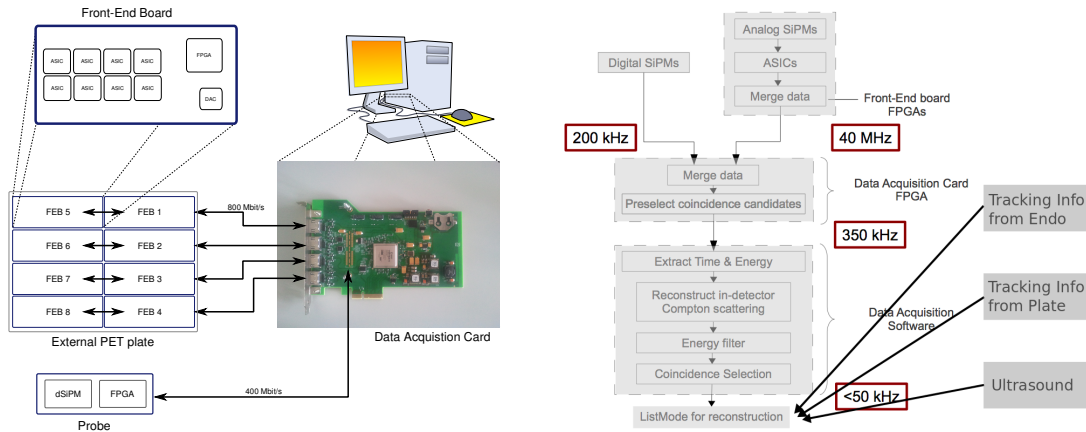 Front-End Board
ASIC
ASIC
ASIC
ASIC
FPGA
ASIC
ASIC
ASIC
ASIC
DAC
FEB 5
FEB 1
800 Mbit/s
FEB 6
FEB 2
FEB 7
FEB 3
FEB 8
FEB 4
External PET plate
Data Acquistion Card
dSiPM
FPGA
400 Mbit/s
Probe
Analog SiPMs
Digital SiPMs
ASICs
Merge data
Front-End board
FPGAs
200 kHz
40 MHz
Merge data
Preselect coincidence candidates
Data Acquisition Card
FPGA
350 kHz
Extract Time & Energy
Reconstruct in-detector
Compton scattering
Energy filter
Coincidence Selection
Data Acquisition
Software
<50 kHz
ListMode for reconstruction
Tracking Info
from Endo
Tracking Info
from Plate
Ultrasound